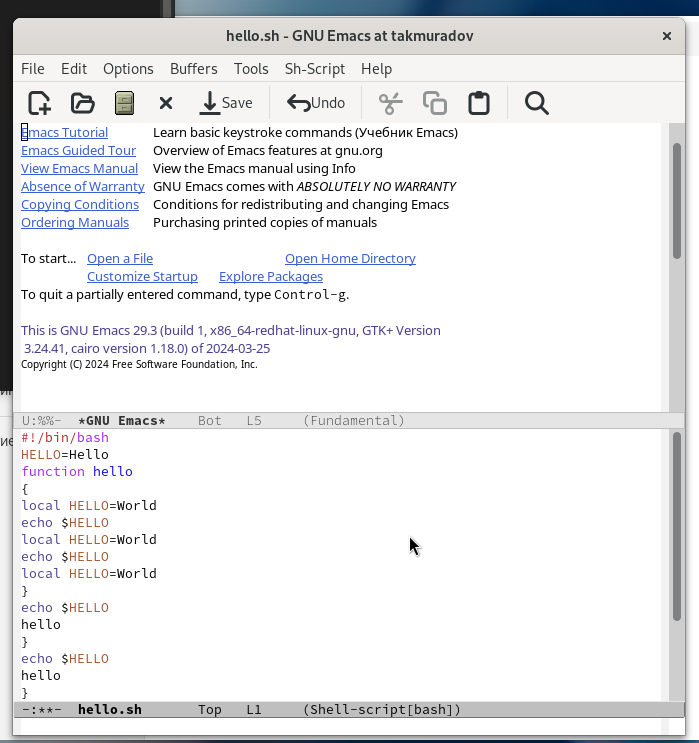 hello.sh - GNU Emacs at takmuradov
File Edit Options Buffers Tools Sh-Script Help
Save Undo
Emacs Tutorial Learn basic keystroke commands (Учебник Emacs)
Emacs Guided Tour Overview of Emacs features at gnu.org
View Emacs Manual View the Emacs manual using Info
Absence of Warranty GNU Emacs comes with ABSOLUTELY NO WARRANTY
Copying Conditions Conditions for redistributing and changing Emacs
Ordering Manuals Purchasing printed copies of manuals
To start... Open a File Open Home Directory
Customize Startup Explore Packages
To quit a partially entered command, type Control-g.
This is GNU Emacs 29.3 (build 1, x86_64-redhat-linux-gnu, GTK+ Version
3.24.41, cairo version 1.18.0) of 2024-03-25
Copyright (C) 2024 Free Software Foundation, Inc.
U:%%- *GNU Emacs* Bot L5 (Fundamental)
#!/bin/bash
HELLO=Hello
function hello
{
local HELLO=World
echo $HELLO
local HELLO=World
echo $HELLO
local HELLO=World
}
echo $HELLO
hello
}
echo $HELLO
hello
}
-:**- hello.sh Top L1 (Shell-script[bash])